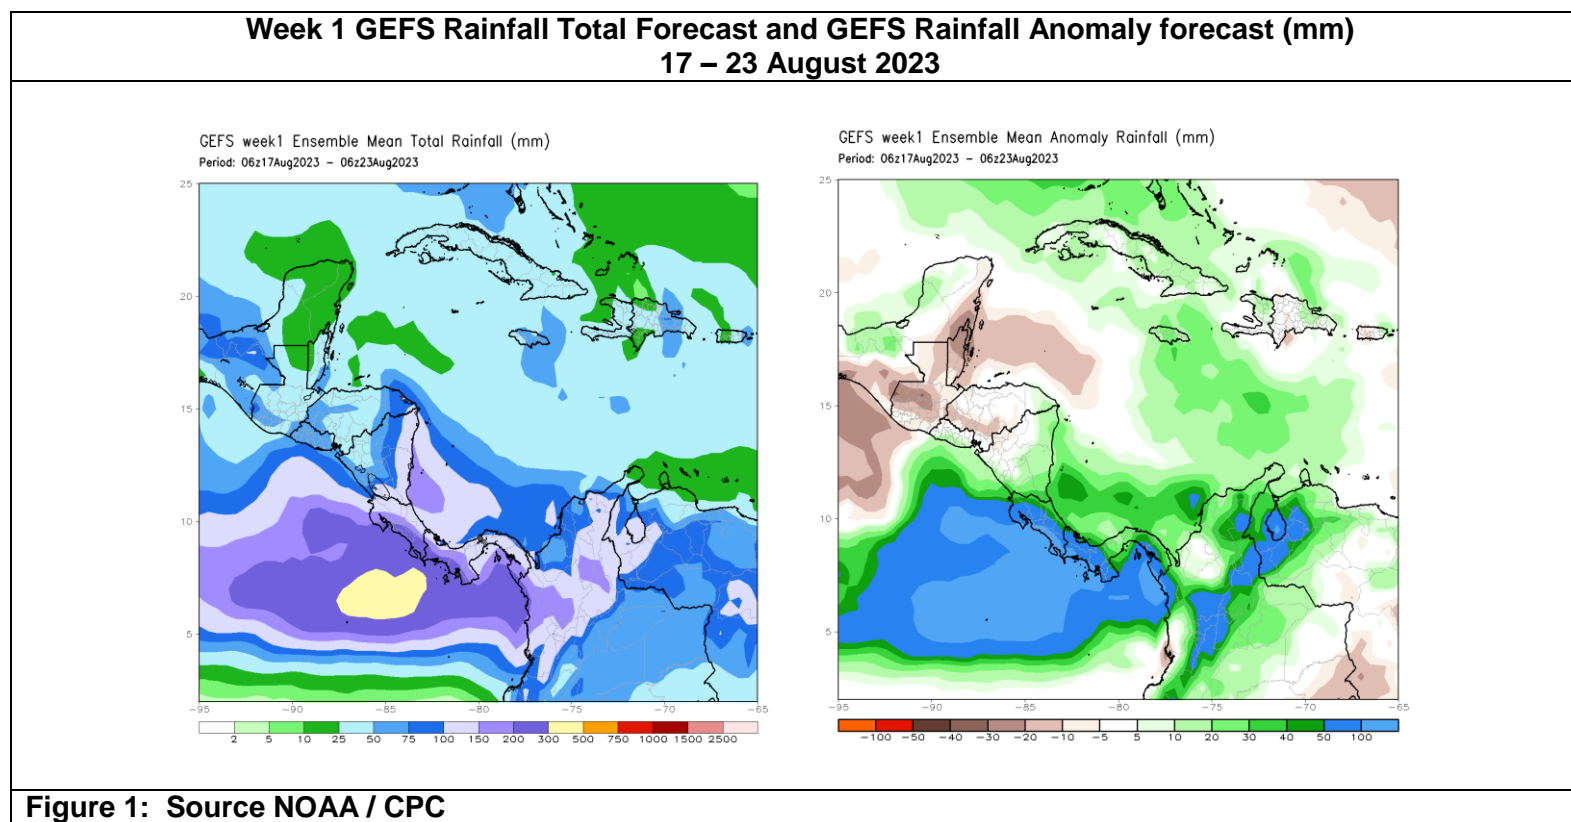 Week 1 GEFS Rainfall Total Forecast and GEFS Rainfall Anomaly forecast (mm)
17 – 23 August 2023
GEFS week1 Ensemble Mean Total Rainfall (mm)
Period: 06z17Aug2023 – 06z23Aug2023
25
20
15
10
5
−95 −90 −85 −80 −75 −70 −65
2 5 10 25 50 75 100 150 200 300 500 750 1000 1500 2500
GEFS week1 Ensemble Mean Anomaly Rainfall (mm)
Period: 06z17Aug2023 – 06z23Aug2023
25
20
15
10
5
−95 −90 −85 −80 −75 −70 −65
−100 −50 −40 −30 −20 −10 −5 5 10 20 30 40 50 100
Figure 1: Source NOAA / CPC